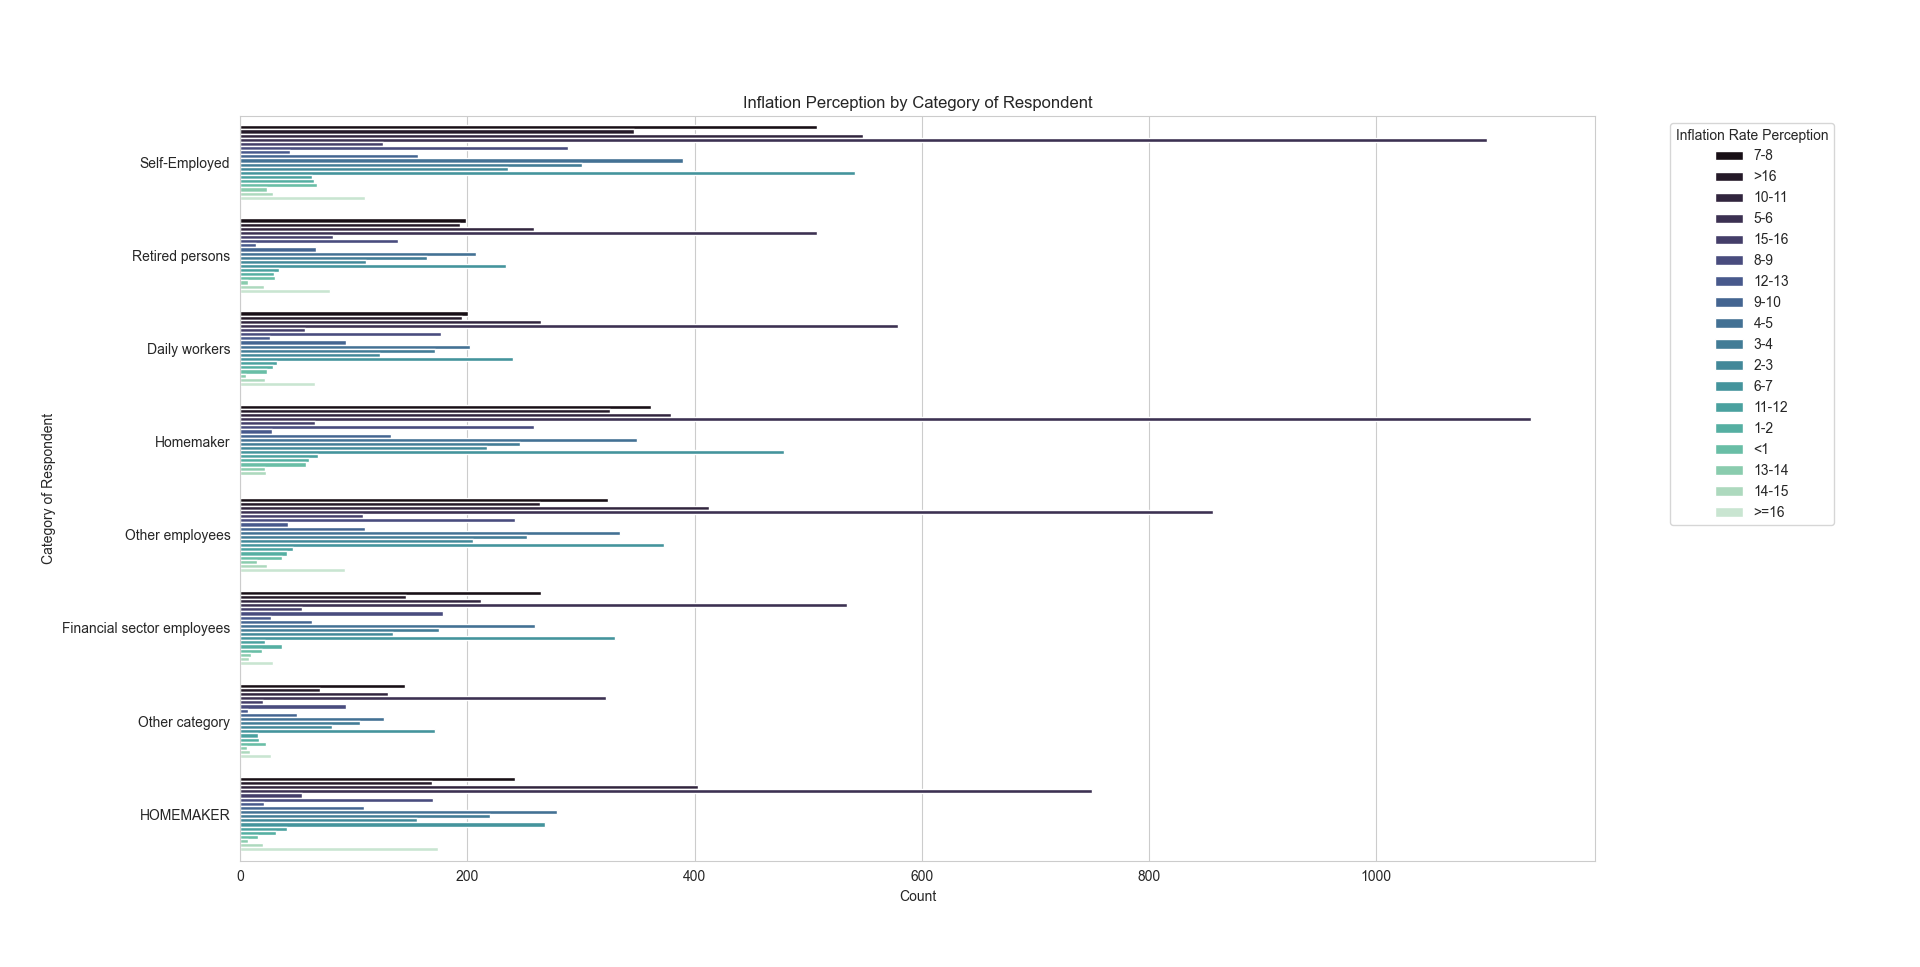 Inflation Perception by Category of Respondent
Category of Respondent
Self-Employed
Retired persons
Daily workers
Homemaker
Other employees
Financial sector employees
Other category
HOMEMAKER
0 200 400 600 800 1000
Count
Inflation Rate Perception
7-8
>16
10-11
5-6
15-16
8-9
12-13
9-10
4-5
3-4
2-3
6-7
11-12
1-2
<1
13-14
14-15
>=16